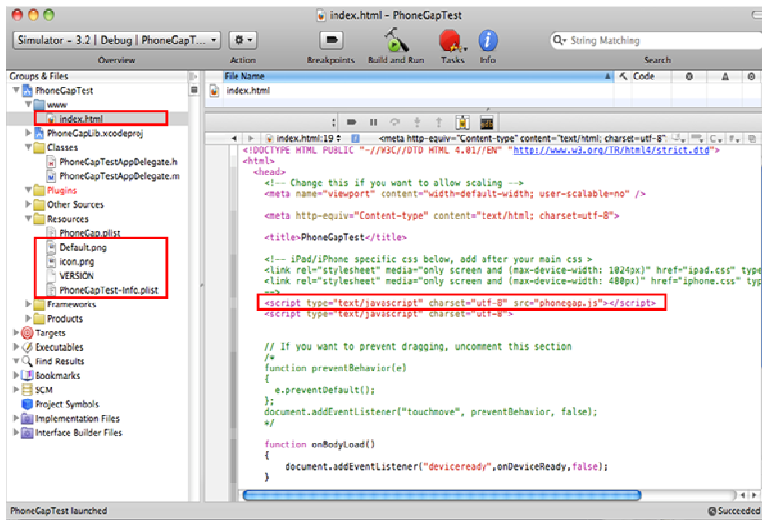 index.html - PhoneGapTest
Simulator - 3.2 | Debug | PhoneGapT...
String Matching
Overview
Action
Breakpoints
Build and Run
Tasks
Info
Search
Groups & Files
File Name
Code
PhoneGapTest
index.html
www
index.html
PhoneGapLib.xcodeproj
Classes
PhoneGapTestAppDelegate.h
PhoneGapTestAppDelegate.m
Plugins
Other Sources
Resources
PhoneGap.plist
Default.png
icon.png
VERSION
PhoneGapTest-Info.plist
Frameworks
Products
Targets
Executables
Find Results
Bookmarks
SCM
Project Symbols
Implementation Files
Interface Builder Files
index.html:19
<meta http-equiv="Content-type" content="text/html; charset=utf-8"
<!DOCTYPE HTML PUBLIC "-//W3C//DTD HTML 4.01//EN" "http://www.w3.org/TR/html4/strict.dtd">
<html>
<head>
<!-- Change this if you want to allow scaling -->
<meta name="viewport" content="width=default-width; user-scalable=no" />
<meta http-equiv="Content-type" content="text/html; charset=utf-8">
<title>PhoneGapTest</title>
<!-- iPad/iPhone specific css below, add after your main css >
<link rel="stylesheet" media="only screen and (max-device-width: 1024px)" href="ipad.css" type
<link rel="stylesheet" media="only screen and (max-device-width: 480px)" href="iphone.css" typ
-->
<script type="text/javascript" charset="utf-8" src="phonegap.js"></script>
<script type="text/javascript" charset="utf-8">
// If you want to prevent dragging, uncomment this section
/*
function preventBehavior(e)
{
e.preventDefault();
};
document.addEventListener("touchmove", preventBehavior, false);
*/
function onBodyLoad()
{
document.addEventListener("deviceready",onDeviceReady,false);
}
PhoneGapTest launched
Succeeded